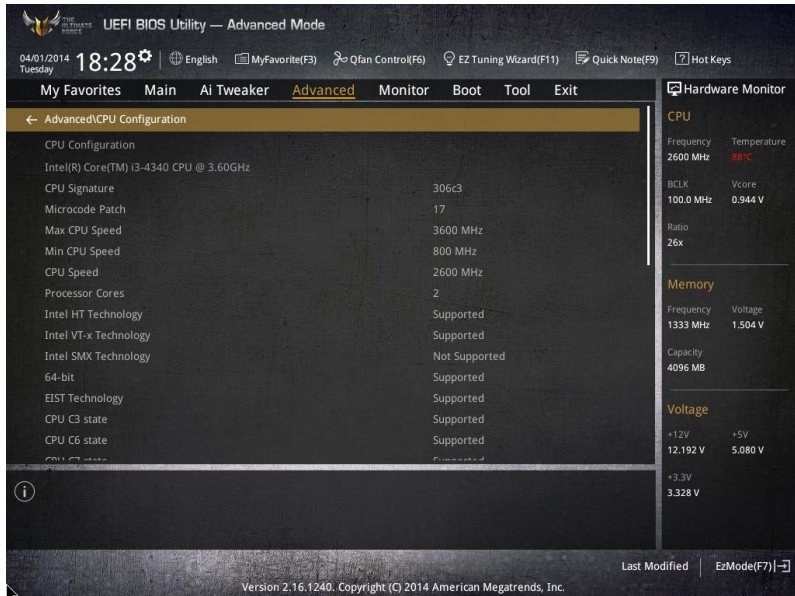 THE ULTIMATE FORCE
UEFI BIOS Utility — Advanced Mode
04/01/2014
Tuesday
18:28
English
MyFavorite(F3)
Qfan Control(F6)
EZ Tuning Wizard(F11)
Quick Note(F9)
? Hot Keys
My Favorites
Main
Ai Tweaker
Advanced
Monitor
Boot
Tool
Exit
← Advanced\CPU Configuration
CPU Configuration
Intel(R) Core(TM) i3-4340 CPU @ 3.60GHz
CPU Signature 306c3
Microcode Patch 17
Max CPU Speed 3600 MHz
Min CPU Speed 800 MHz
CPU Speed 2600 MHz
Processor Cores 2
Intel HT Technology Supported
Intel VT-x Technology Supported
Intel SMX Technology Not Supported
64-bit Supported
EIST Technology Supported
CPU C3 state Supported
CPU C6 state Supported
CPU C7 state Supported
Hardware Monitor
CPU
Frequency Temperature
2600 MHz 88°C
BCLK Vcore
100.0 MHz 0.944 V
Ratio
26x
Memory
Frequency Voltage
1333 MHz 1.504 V
Capacity
4096 MB
Voltage
+12V +5V
12.192 V 5.080 V
+3.3V
3.328 V
Last Modified
EzMode(F7)
Version 2.16.1240. Copyright (C) 2014 American Megatrends, Inc.